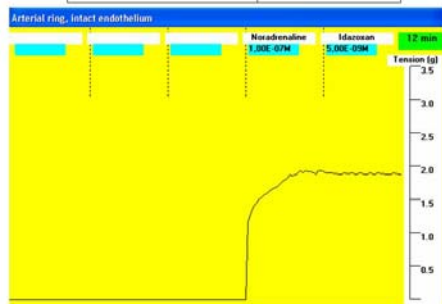 Arterial ring, intact endothelium
Noradrenaline Idazoxan 12 min
1,00E-07M 5,00E-09M
Tension (g)
3.5
3.0
2.5
2.0
1.5
1.0
0.5